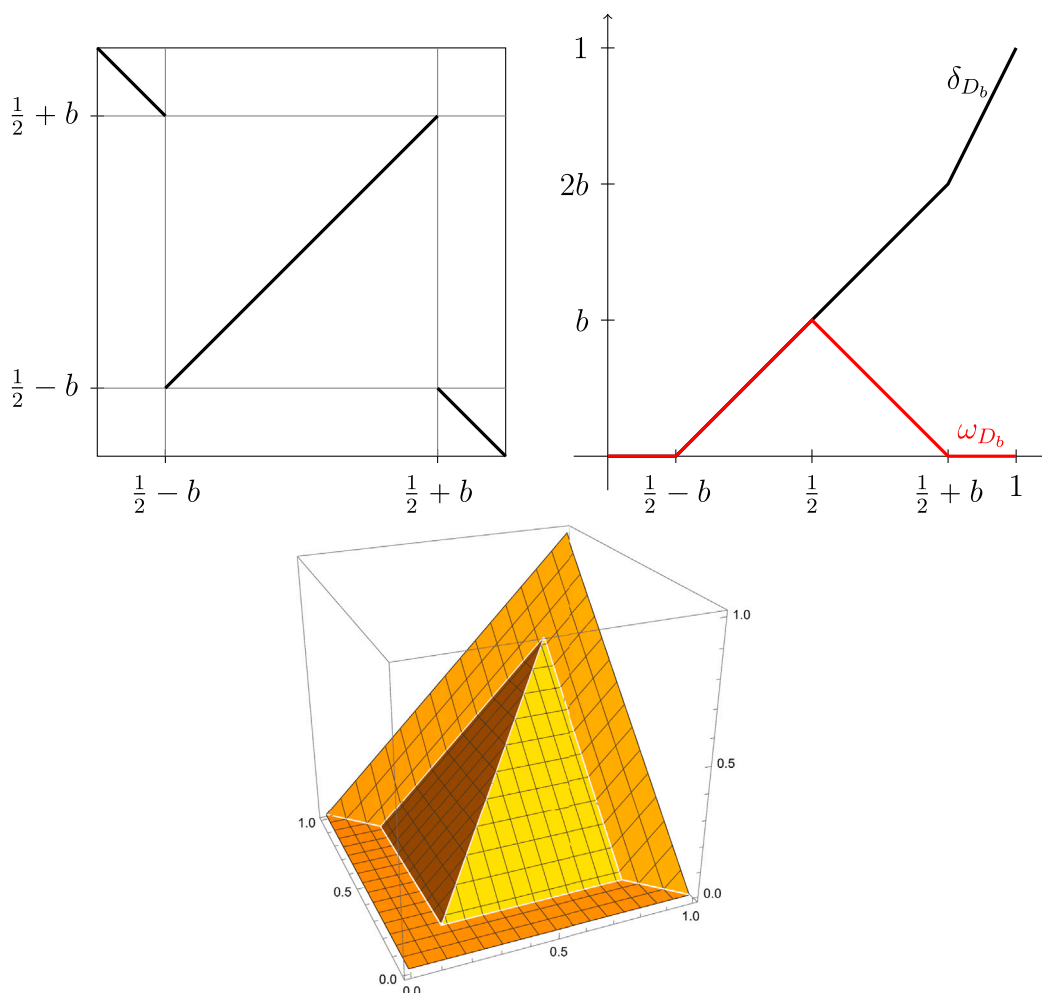 1
δ_{D_b}
1/2 + b
2b
b
1/2 − b
ω_{D_b}
1/2 − b
1/2 + b
1/2 − b
1/2
1/2 + b
1
1.0
0.5
0.0
1.0
0.5
0.0
0.0
0.5
1.0